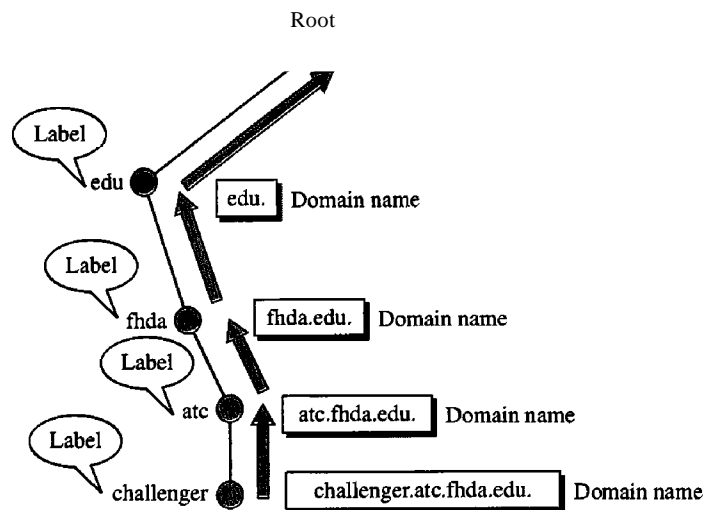 Root
Label
edu
edu. Domain name
Label
fhda
fhda.edu. Domain name
Label
atc
atc.fhda.edu. Domain name
Label
challenger
challenger.atc.fhda.edu. Domain name